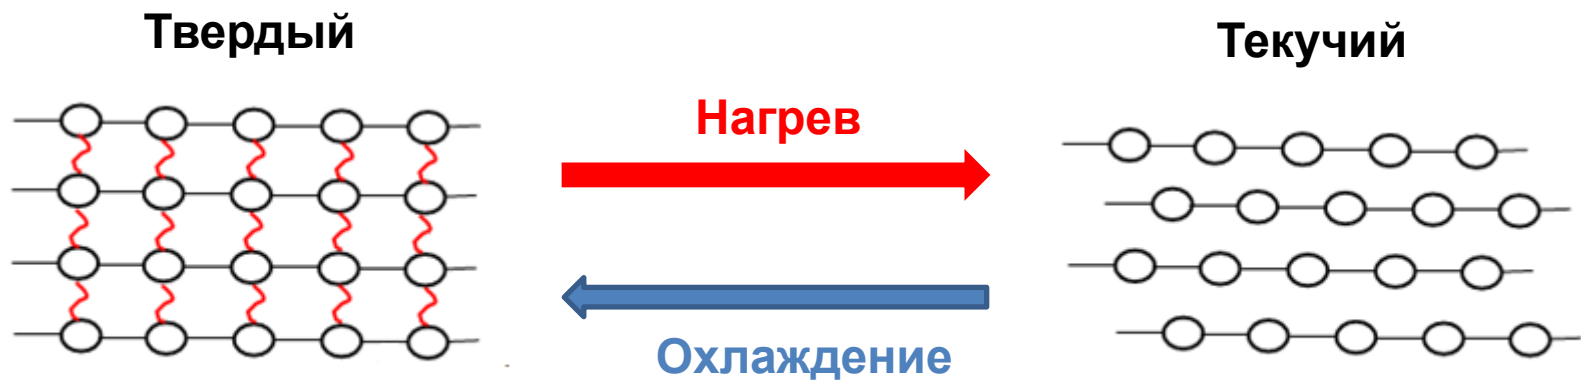 Твердый
Текучий
Нагрев
Охлаждение